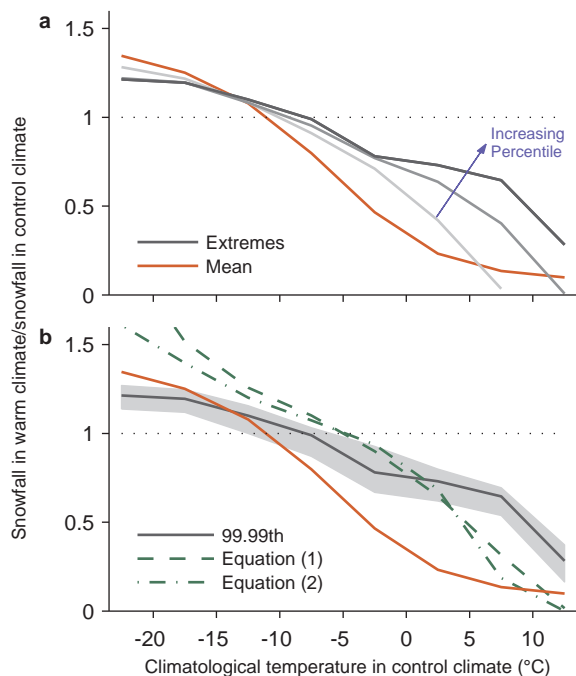 a
1.5
1
0.5
0
Increasing
Percentile
Extremes
Mean
Snowfall in warm climate/snowfall in control climate
b
1.5
1
0.5
0
99.99th
Equation (1)
Equation (2)
-20 -15 -10 -5 0 5 10
Climatological temperature in control climate (°C)